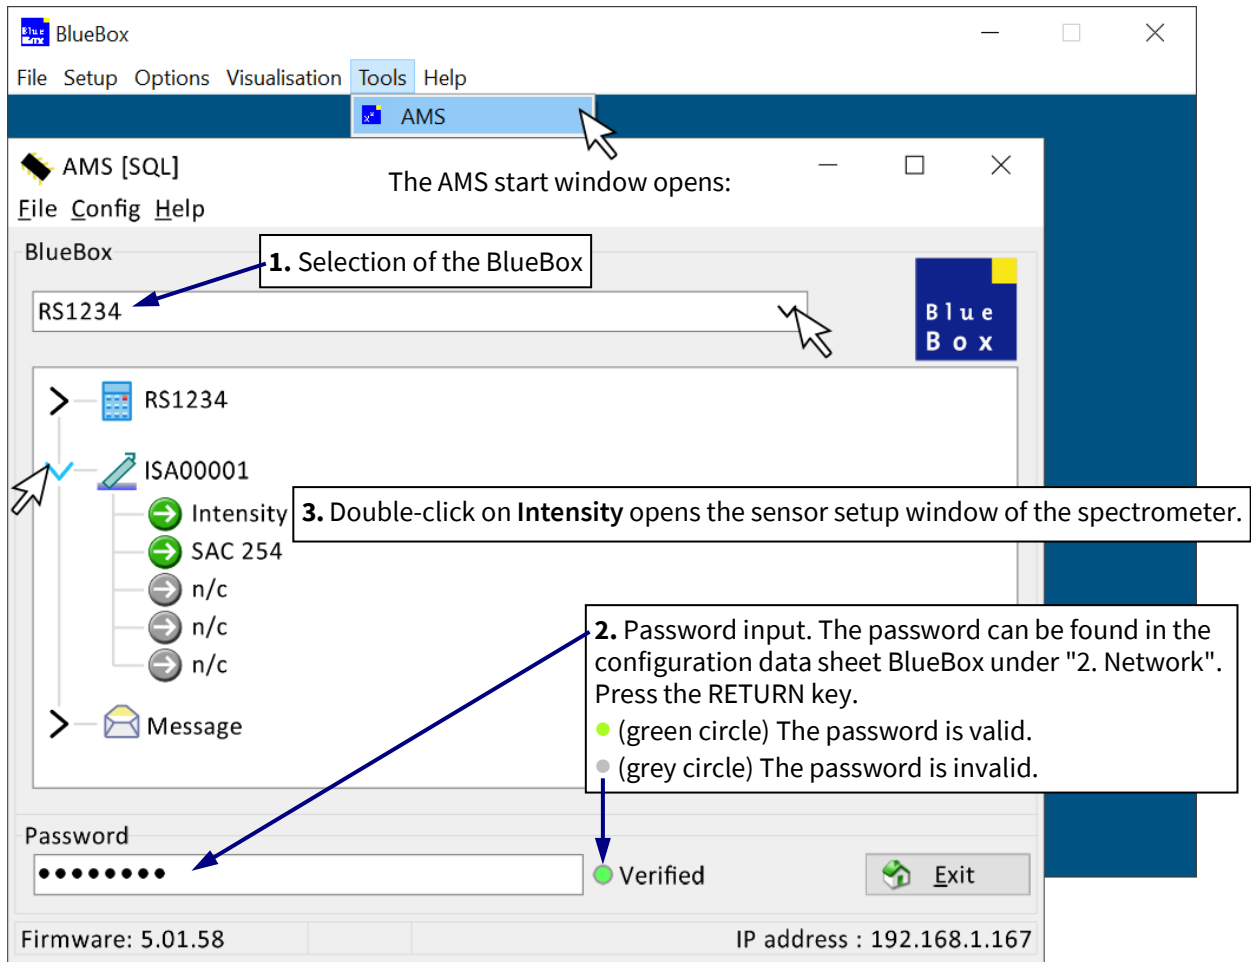 Blue
Box
BlueBox
File Setup Options Visualisation Tools Help
AMS
AMS [SQL]
The AMS start window opens:
File Config Help
BlueBox
1. Selection of the BlueBox
RS1234
Blue
Box
RS1234
ISA00001
Intensity
3. Double-click on Intensity opens the sensor setup window of the spectrometer.
SAC 254
n/c
n/c
n/c
2. Password input. The password can be found in the
configuration data sheet BlueBox under "2. Network".
Press the RETURN key.
(green circle) The password is valid.
(grey circle) The password is invalid.
Message
Password
●●●●●●●●
Verified
Exit
Firmware: 5.01.58
IP address : 192.168.1.167